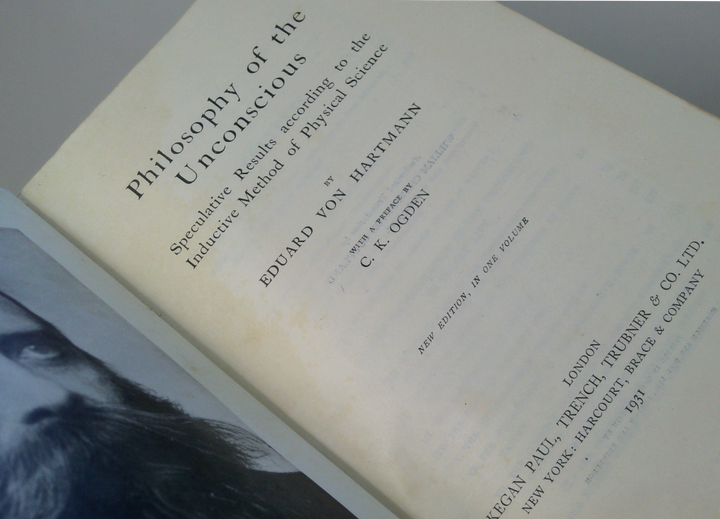 Philosophy of the
Unconscious
Speculative Results according to the
Inductive Method of Physical Science
BY
EDUARD VON HARTMANN
WITH A PREFACE BY
C. K. OGDEN
NEW EDITION, IN ONE VOLUME
LONDON
KEGAN PAUL, TRENCH, TRUBNER & CO. LTD.
NEW YORK: HARCOURT, BRACE & COMPANY
1931